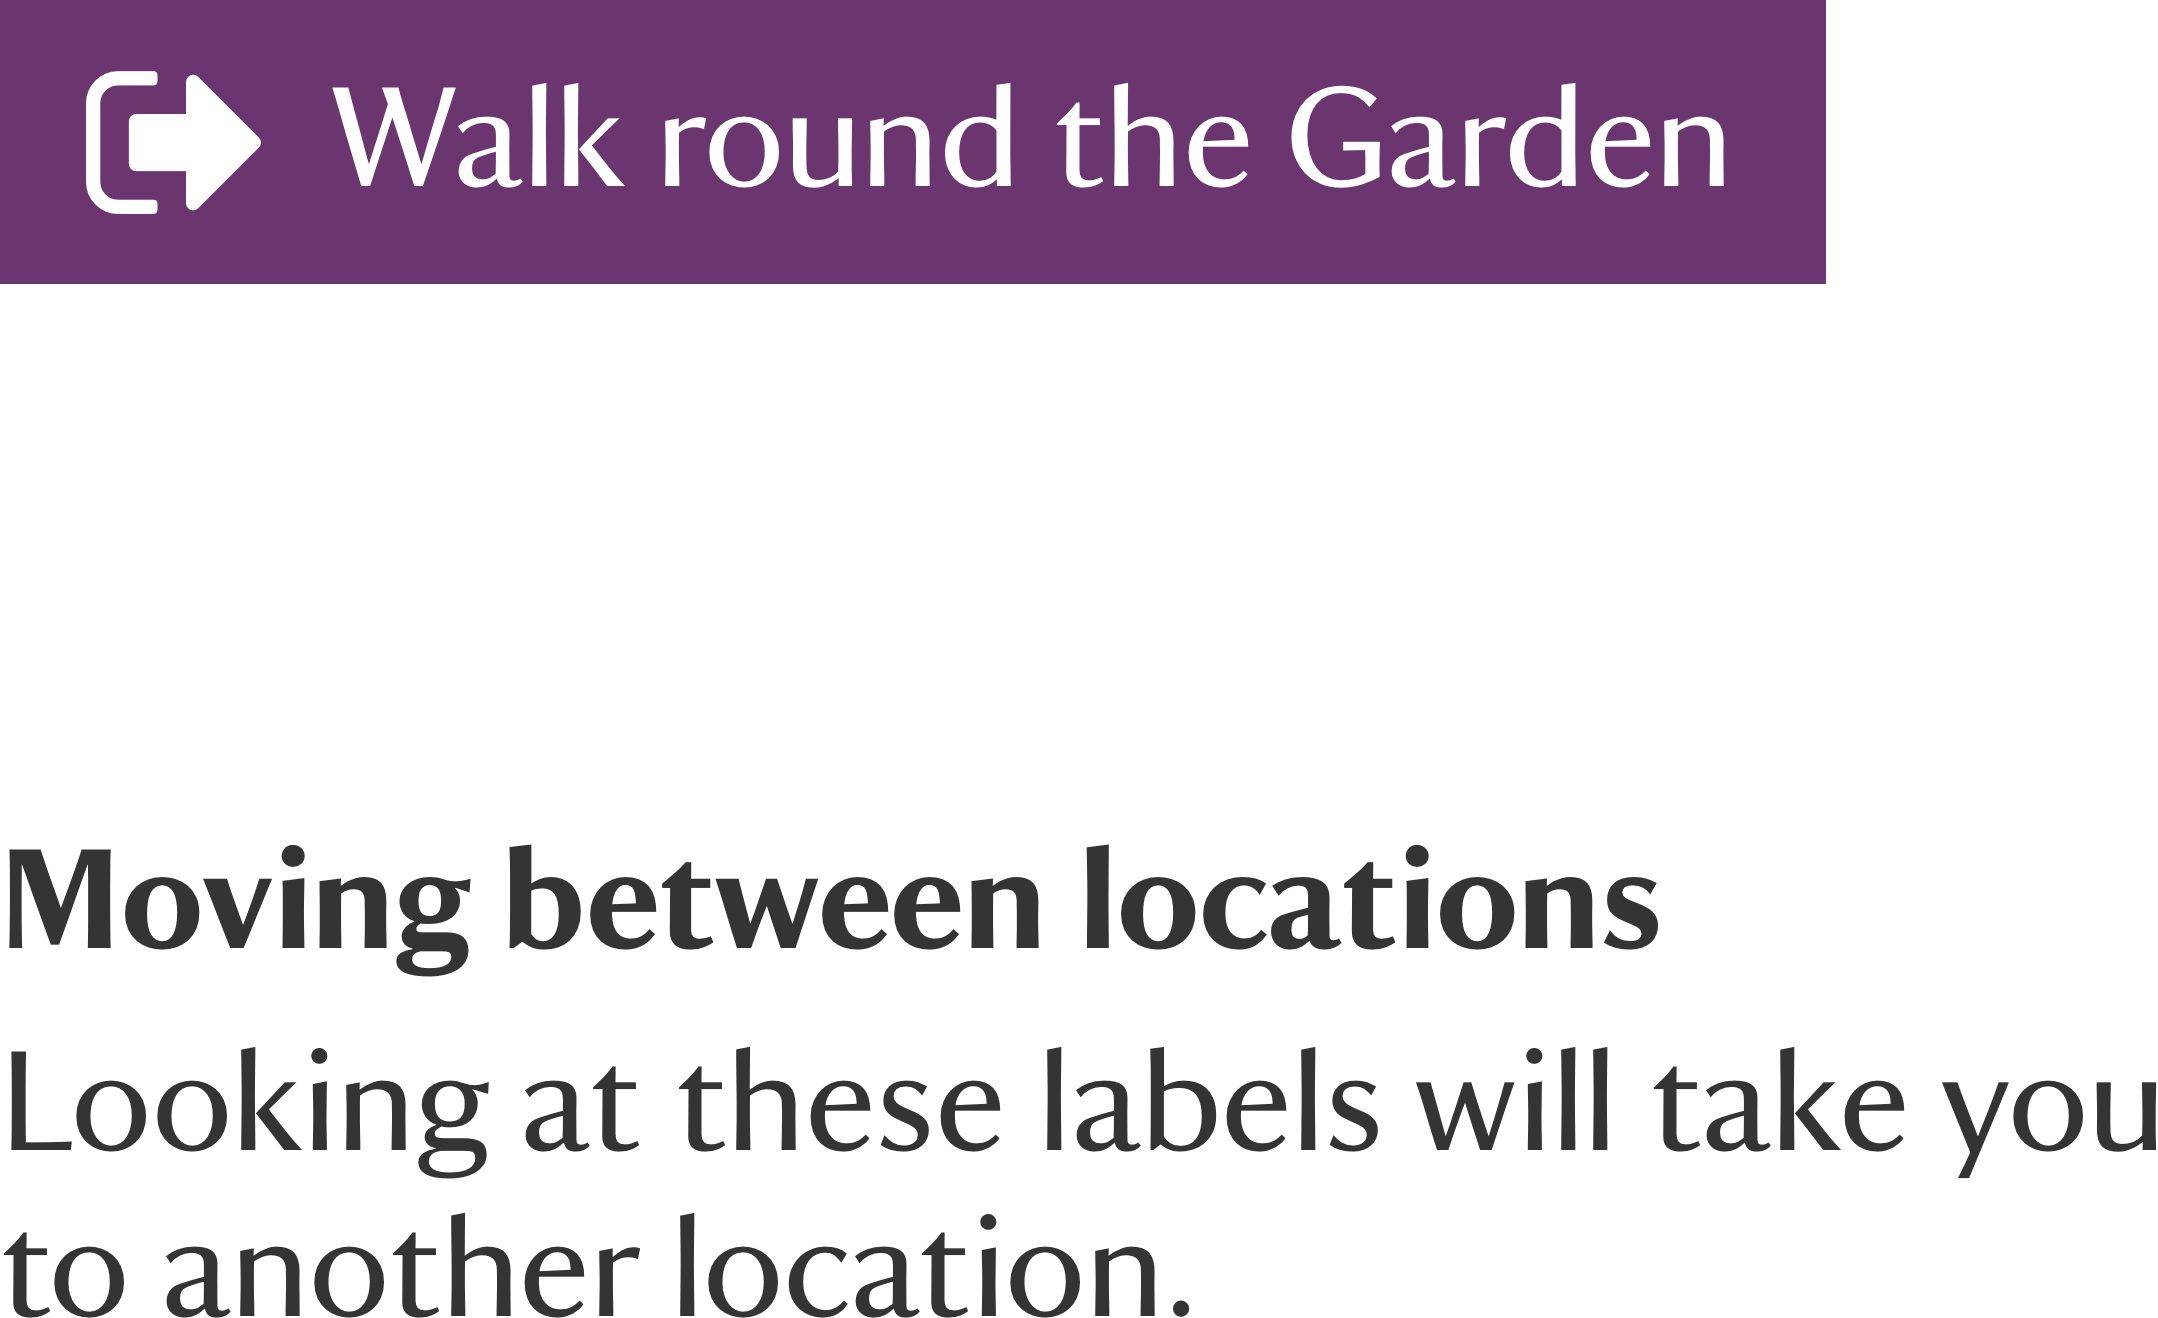 Walk round the Garden
Moving between locations
Looking at these labels will take you
to another location.